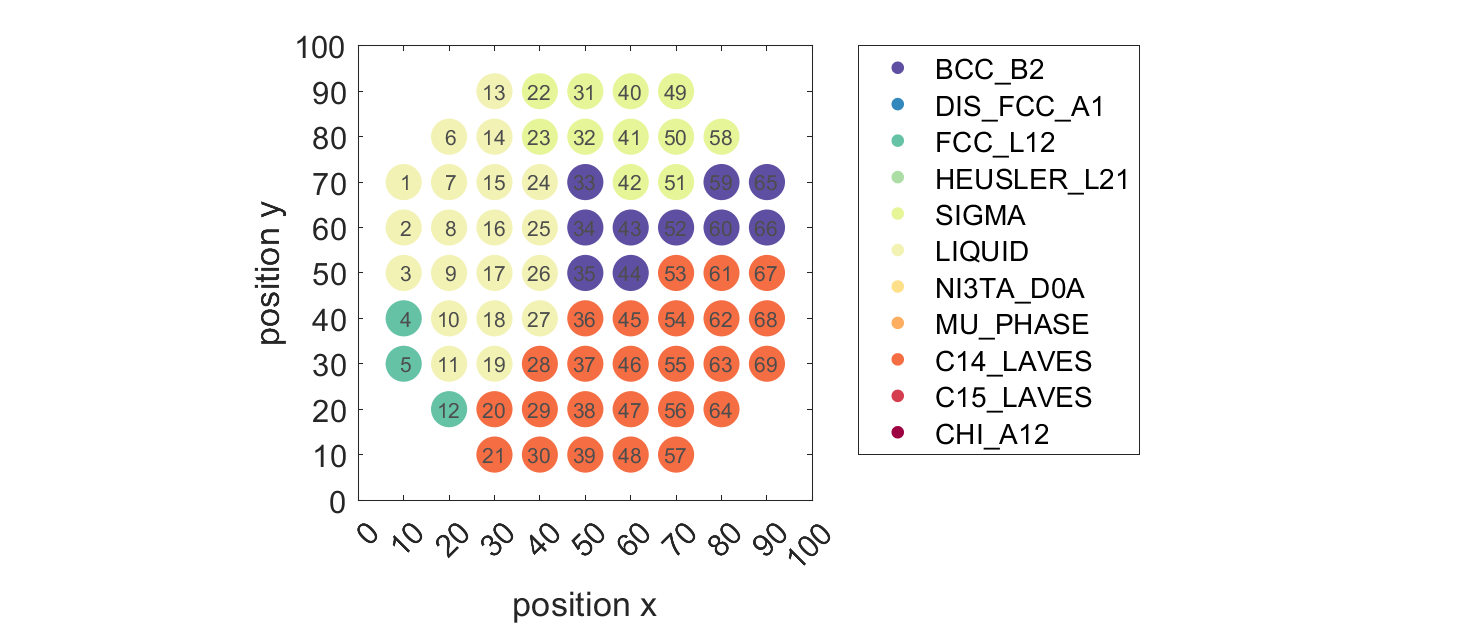 100
90
80
70
60
50
40
30
20
10
0
position y
13 22 31 40 49
6 14 23 32 41 50 58
1 7 15 24 33 42 51 59 65
2 8 16 25 34 43 52 60 66
3 9 17 26 35 44 53 61 67
4 10 18 27 36 45 54 62 68
5 11 19 28 37 46 55 63 69
12 20 29 38 47 56 64
21 30 39 48 57
0 10 20 30 40 50 60 70 80 90 100
position x
BCC_B2
DIS_FCC_A1
FCC_L12
HEUSLER_L21
SIGMA
LIQUID
NI3TA_D0A
MU_PHASE
C14_LAVES
C15_LAVES
CHI_A12